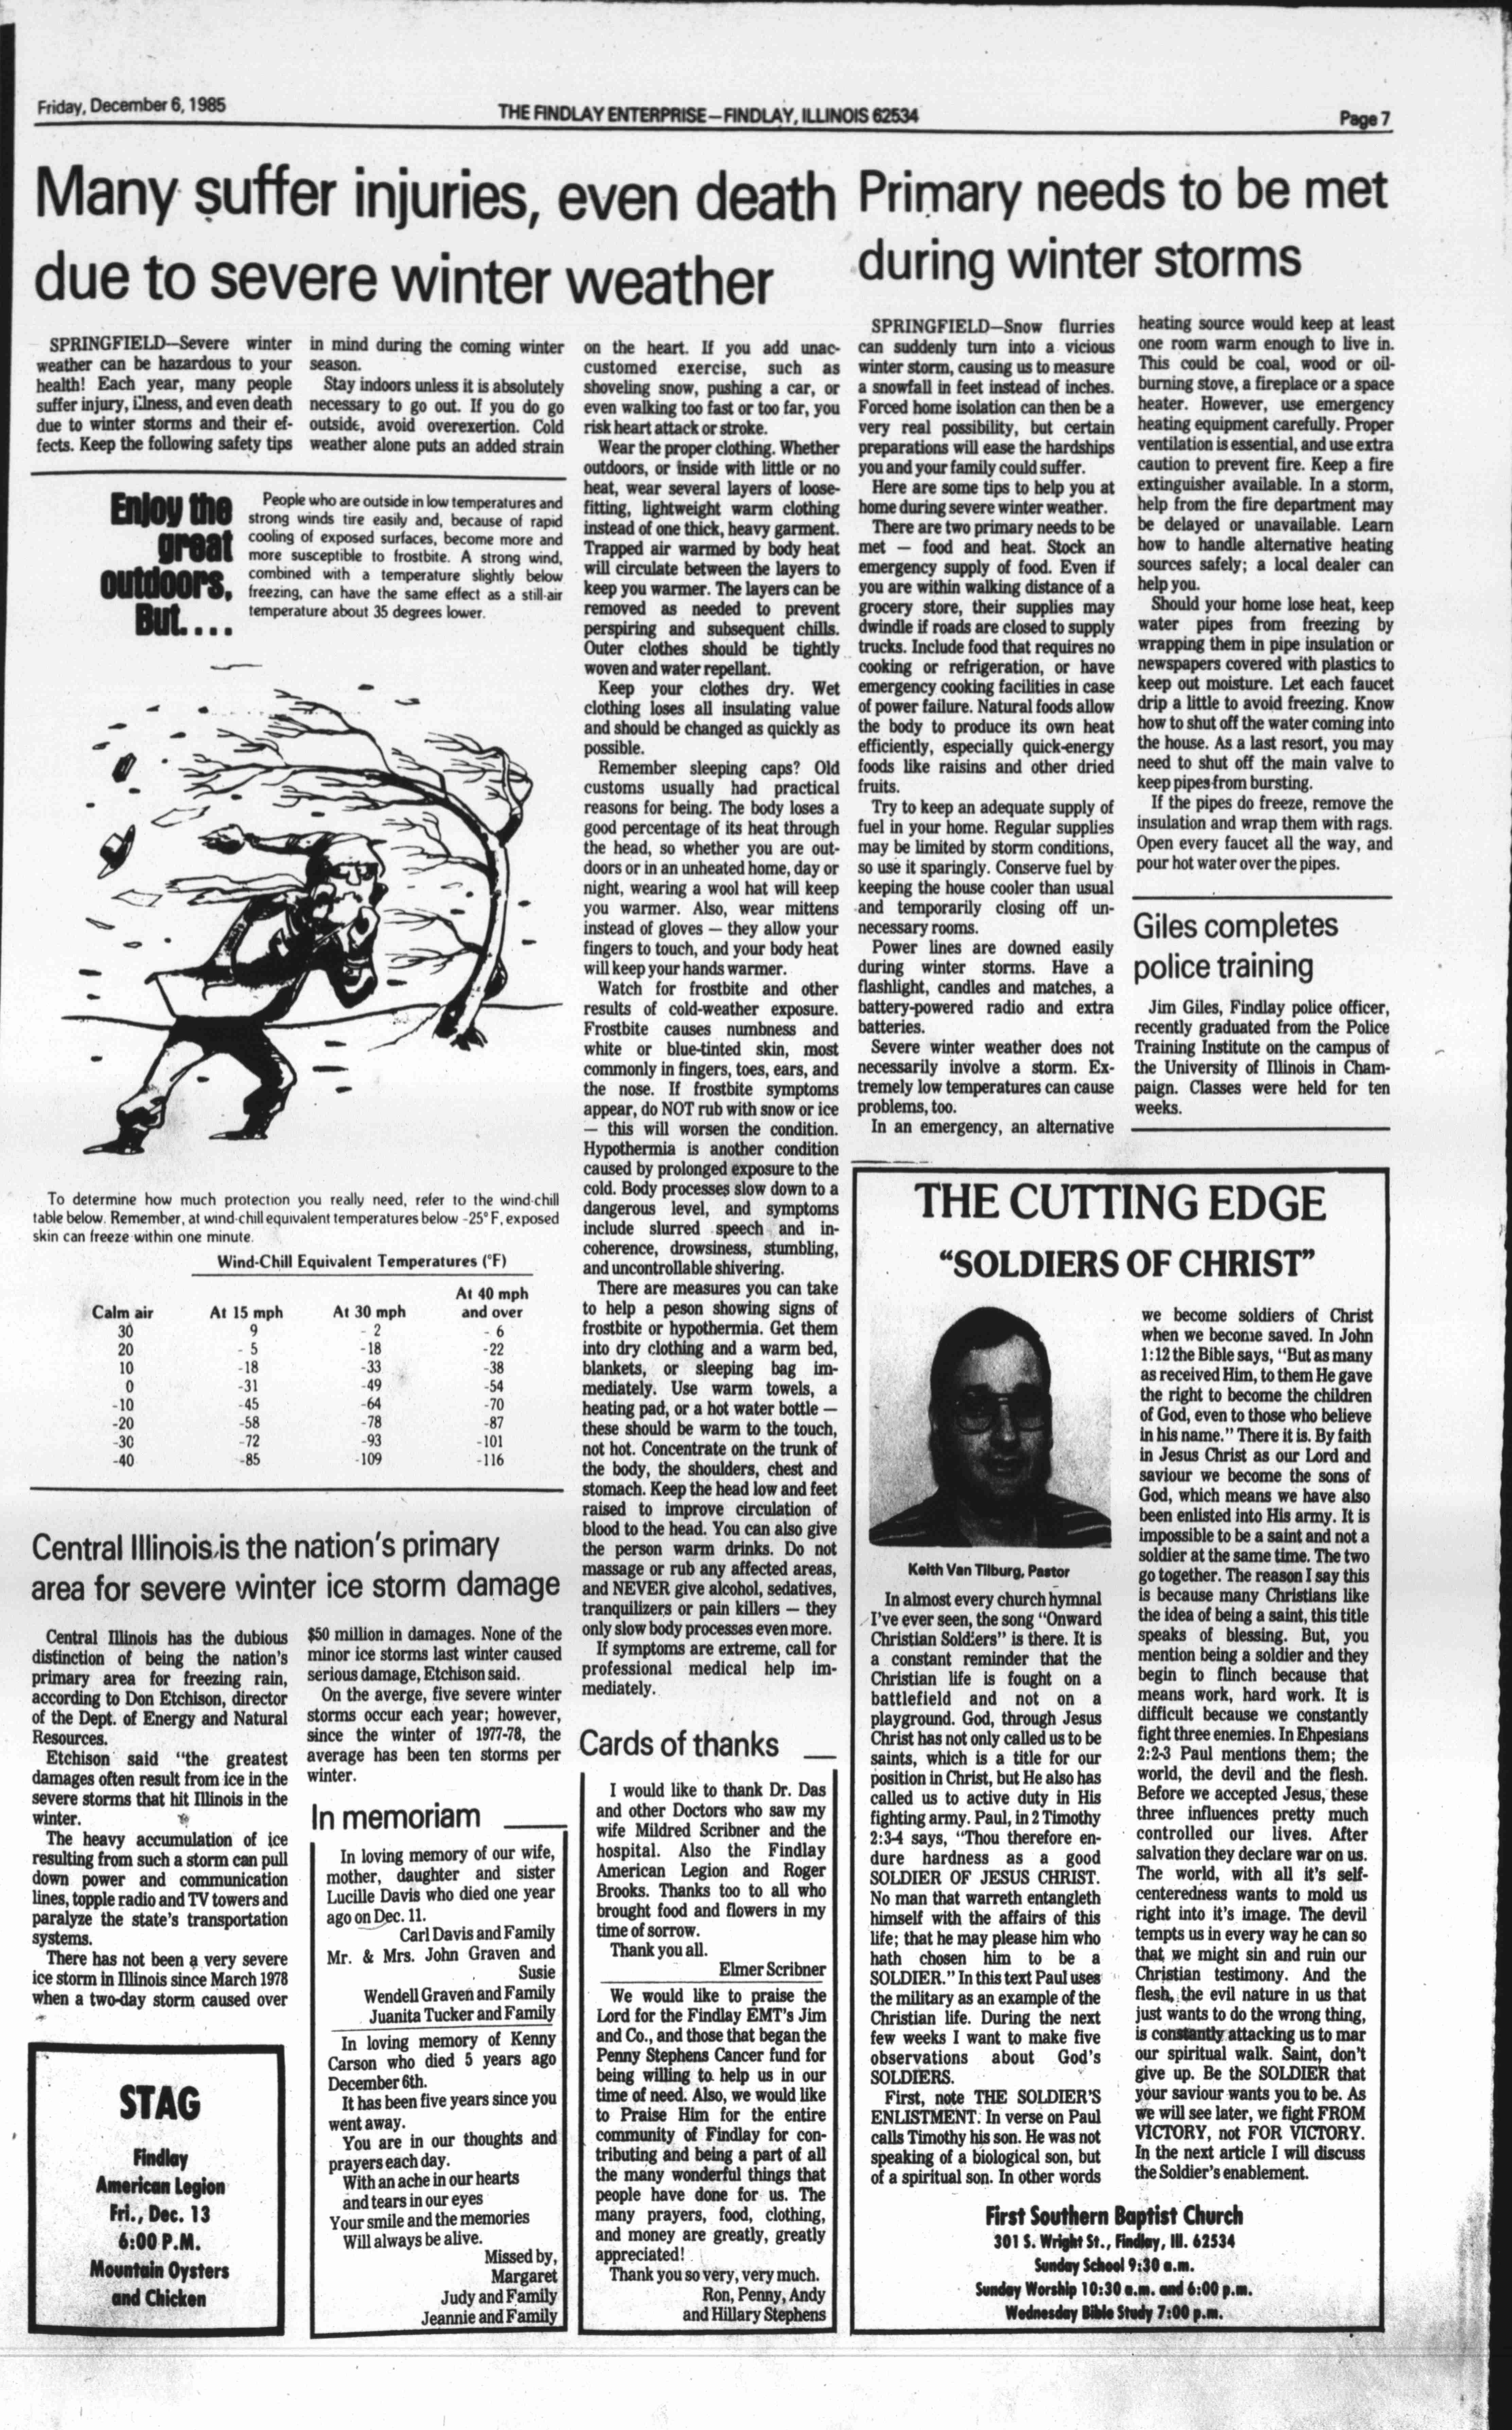 Friday, December 6, 1985
THE FINDLAY ENTERPRISE—FINDLAY, ILLINOIS 62534
Page 7
Many suffer injuries, even death
due to severe winter weather
SPRINGFIELD—Severe winter
weather can be hazardous to your
health! Each year, many people
suffer injury, illness, and even death
due to winter storms and their ef-
fects. Keep the following safety tips
in mind during the coming winter
season.
Stay indoors unless it is absolutely
necessary to go out. If you do go
outside, avoid overexertion. Cold
weather alone puts an added strain
on the heart. If you add unac-
customed exercise, such as
shoveling snow, pushing a car, or
even walking too fast or too far, you
risk heart attack or stroke.
Wear the proper clothing. Whether
outdoors, or inside with little or no
heat, wear several layers of loose-
fitting, lightweight warm clothing
instead of one thick, heavy garment.
Trapped air warmed by body heat
will circulate between the layers to
keep you warmer. The layers can be
removed as needed to prevent
perspiring and subsequent chills.
Outer clothes should be tightly
woven and water repellant.
Keep your clothes dry. Wet
clothing loses all insulating value
and should be changed as quickly as
possible.
Remember sleeping caps? Old
customs usually had practical
reasons for being. The body loses a
good percentage of its heat through
the head, so whether you are out-
doors or in an unheated home, day or
night, wearing a wool hat will keep
you warmer. Also, wear mittens
instead of gloves — they allow your
fingers to touch, and your body heat
will keep your hands warmer.
Watch for frostbite and other
results of cold-weather exposure.
Frostbite causes numbness and
white or blue-tinted skin, most
commonly in fingers, toes, ears, and
the nose. If frostbite symptoms
appear, do NOT rub with snow or ice
— this will worsen the condition.
Hypothermia is another condition
caused by prolonged exposure to the
cold. Body processes slow down to a
dangerous level, and symptoms
include slurred speech and in-
coherence, drowsiness, stumbling,
and uncontrollable shivering.
There are measures you can take
to help a peson showing signs of
frostbite or hypothermia. Get them
into dry clothing and a warm bed,
blankets, or sleeping bag im-
mediately. Use warm towels, a
heating pad, or a hot water bottle —
these should be warm to the touch,
not hot. Concentrate on the trunk of
the body, the shoulders, chest and
stomach. Keep the head low and feet
raised to improve circulation of
blood to the head. You can also give
the person warm drinks. Do not
massage or rub any affected areas,
and NEVER give alcohol, sedatives,
tranquilizers or pain killers — they
only slow body processes even more.
If symptoms are extreme, call for
professional medical help im-
mediately.
Enjoy the
great
outdoors.
But....
People who are outside in low temperatures and
strong winds tire easily and, because of rapid
cooling of exposed surfaces, become more and
more susceptible to frostbite. A strong wind,
combined with a temperature slightly below
freezing, can have the same effect as a still-air
temperature about 35 degrees lower.
To determine how much protection you really need, refer to the wind-chill
table below. Remember, at wind-chill equivalent temperatures below -25° F, exposed
skin can freeze within one minute.
Wind-Chill Equivalent Temperatures (°F)
Calm air At 15 mph At 30 mph At 40 mph and over
30 9 - 2 - 6
20 - 5 -18 -22
10 -18 -33 -38
0 -31 -49 -54
-10 -45 -64 -70
-20 -58 -78 -87
-30 -72 -93 -101
-40 -85 -109 -116
Central Illinois is the nation's primary
area for severe winter ice storm damage
Central Illinois has the dubious
distinction of being the nation's
primary area for freezing rain,
according to Don Etchison, director
of the Dept. of Energy and Natural
Resources.
Etchison said "the greatest
damages often result from ice in the
severe storms that hit Illinois in the
winter.
The heavy accumulation of ice
resulting from such a storm can pull
down power and communication
lines, topple radio and TV towers and
paralyze the state's transportation
systems.
There has not been a very severe
ice storm in Illinois since March 1978
when a two-day storm caused over
$50 million in damages. None of the
minor ice storms last winter caused
serious damage, Etchison said.
On the averge, five severe winter
storms occur each year; however,
since the winter of 1977-78, the
average has been ten storms per
winter.
STAG
Findlay
American Legion
Fri., Dec. 13
6:00 P.M.
Mountain Oysters
and Chicken
In memoriam
In loving memory of our wife,
mother, daughter and sister
Lucille Davis who died one year
ago on Dec. 11.
Carl Davis and Family
Mr. & Mrs. John Graven and
Susie
Wendell Graven and Family
Juanita Tucker and Family
In loving memory of Kenny
Carson who died 5 years ago
December 6th.
It has been five years since you
went away.
You are in our thoughts and
prayers each day.
With an ache in our hearts
and tears in our eyes
Your smile and the memories
Will always be alive.
Missed by,
Margaret
Judy and Family
Jeannie and Family
Cards of thanks
I would like to thank Dr. Das
and other Doctors who saw my
wife Mildred Scribner and the
hospital. Also the Findlay
American Legion and Roger
Brooks. Thanks too to all who
brought food and flowers in my
time of sorrow.
Thank you all.
Elmer Scribner
We would like to praise the
Lord for the Findlay EMT's Jim
and Co., and those that began the
Penny Stephens Cancer fund for
being willing to help us in our
time of need. Also, we would like
to Praise Him for the entire
community of Findlay for con-
tributing and being a part of all
the many wonderful things that
people have done for us. The
many prayers, food, clothing,
and money are greatly, greatly
appreciated!
Thank you so very, very much.
Ron, Penny, Andy
and Hillary Stephens
Primary needs to be met
during winter storms
SPRINGFIELD—Snow flurries
can suddenly turn into a vicious
winter storm, causing us to measure
a snowfall in feet instead of inches.
Forced home isolation can then be a
very real possibility, but certain
preparations will ease the hardships
you and your family could suffer.
Here are some tips to help you at
home during severe winter weather.
There are two primary needs to be
met — food and heat. Stock an
emergency supply of food. Even if
you are within walking distance of a
grocery store, their supplies may
dwindle if roads are closed to supply
trucks. Include food that requires no
cooking or refrigeration, or have
emergency cooking facilities in case
of power failure. Natural foods allow
the body to produce its own heat
efficiently, especially quick-energy
foods like raisins and other dried
fruits.
Try to keep an adequate supply of
fuel in your home. Regular supplies
may be limited by storm conditions,
so use it sparingly. Conserve fuel by
keeping the house cooler than usual
and temporarily closing off un-
necessary rooms.
Power lines are downed easily
during winter storms. Have a
flashlight, candles and matches, a
battery-powered radio and extra
batteries.
Severe winter weather does not
necessarily involve a storm. Ex-
tremely low temperatures can cause
problems, too.
In an emergency, an alternative
heating source would keep at least
one room warm enough to live in.
This could be coal, wood or oil-
burning stove, a fireplace or a space
heater. However, use emergency
heating equipment carefully. Proper
ventilation is essential, and use extra
caution to prevent fire. Keep a fire
extinguisher available. In a storm,
help from the fire department may
be delayed or unavailable. Learn
how to handle alternative heating
sources safely; a local dealer can
help you.
Should your home lose heat, keep
water pipes from freezing by
wrapping them in pipe insulation or
newspapers covered with plastics to
keep out moisture. Let each faucet
drip a little to avoid freezing. Know
how to shut off the water coming into
the house. As a last resort, you may
need to shut off the main valve to
keep pipes from bursting.
If the pipes do freeze, remove the
insulation and wrap them with rags.
Open every faucet all the way, and
pour hot water over the pipes.
Giles completes
police training
Jim Giles, Findlay police officer,
recently graduated from the Police
Training Institute on the campus of
the University of Illinois in Cham-
paign. Classes were held for ten
weeks.
THE CUTTING EDGE
"SOLDIERS OF CHRIST"
Keith Van Tilburg, Pastor
In almost every church hymnal
I've ever seen, the song "Onward
Christian Soldiers" is there. It is
a constant reminder that the
Christian life is fought on a
battlefield and not on a
playground. God, through Jesus
Christ has not only called us to be
saints, which is a title for our
position in Christ, but He also has
called us to active duty in His
fighting army. Paul, in 2 Timothy
2:3-4 says, "Thou therefore en-
dure hardness as a good
SOLDIER OF JESUS CHRIST.
No man that warreth entangleth
himself with the affairs of this
life; that he may please him who
hath chosen him to be a
SOLDIER." In this text Paul uses
the military as an example of the
Christian life. During the next
few weeks I want to make five
observations about God's
SOLDIERS.
First, note THE SOLDIER'S
ENLISTMENT. In verse on Paul
calls Timothy his son. He was not
speaking of a biological son, but
of a spiritual son. In other words
we become soldiers of Christ
when we become saved. In John
1:12 the Bible says, "But as many
as received Him, to them He gave
the right to become the children
of God, even to those who believe
in his name." There it is. By faith
in Jesus Christ as our Lord and
saviour we become the sons of
God, which means we have also
been enlisted into His army. It is
impossible to be a saint and not a
soldier at the same time. The two
go together. The reason I say this
is because many Christians like
the idea of being a saint, this title
speaks of blessing. But, you
mention being a soldier and they
begin to flinch because that
means work, hard work. It is
difficult because we constantly
fight three enemies. In Ehpesians
2:2-3 Paul mentions them; the
world, the devil and the flesh.
Before we accepted Jesus, these
three influences pretty much
controlled our lives. After
salvation they declare war on us.
The world, with all it's self-
centeredness wants to mold us
right into it's image. The devil
tempts us in every way he can so
that we might sin and ruin our
Christian testimony. And the
flesh, the evil nature in us that
just wants to do the wrong thing,
is constantly attacking us to mar
our spiritual walk. Saint, don't
give up. Be the SOLDIER that
your saviour wants you to be. As
we will see later, we fight FROM
VICTORY, not FOR VICTORY.
In the next article I will discuss
the Soldier's enablement.
First Southern Baptist Church
301 S. Wright St., Findlay, Ill. 62534
Sunday School 9:30 a.m.
Sunday Worship 10:30 a.m. and 6:00 p.m.
Wednesday Bible Study 7:00 p.m.